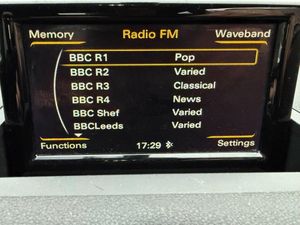 Memory Radio FM Waveband
BBC R1 Pop
BBC R2 Varied
BBC R3 Classical
BBC R4 News
BBC Shef Varied
BBCLeeds Varied
Functions 17:29 Settings